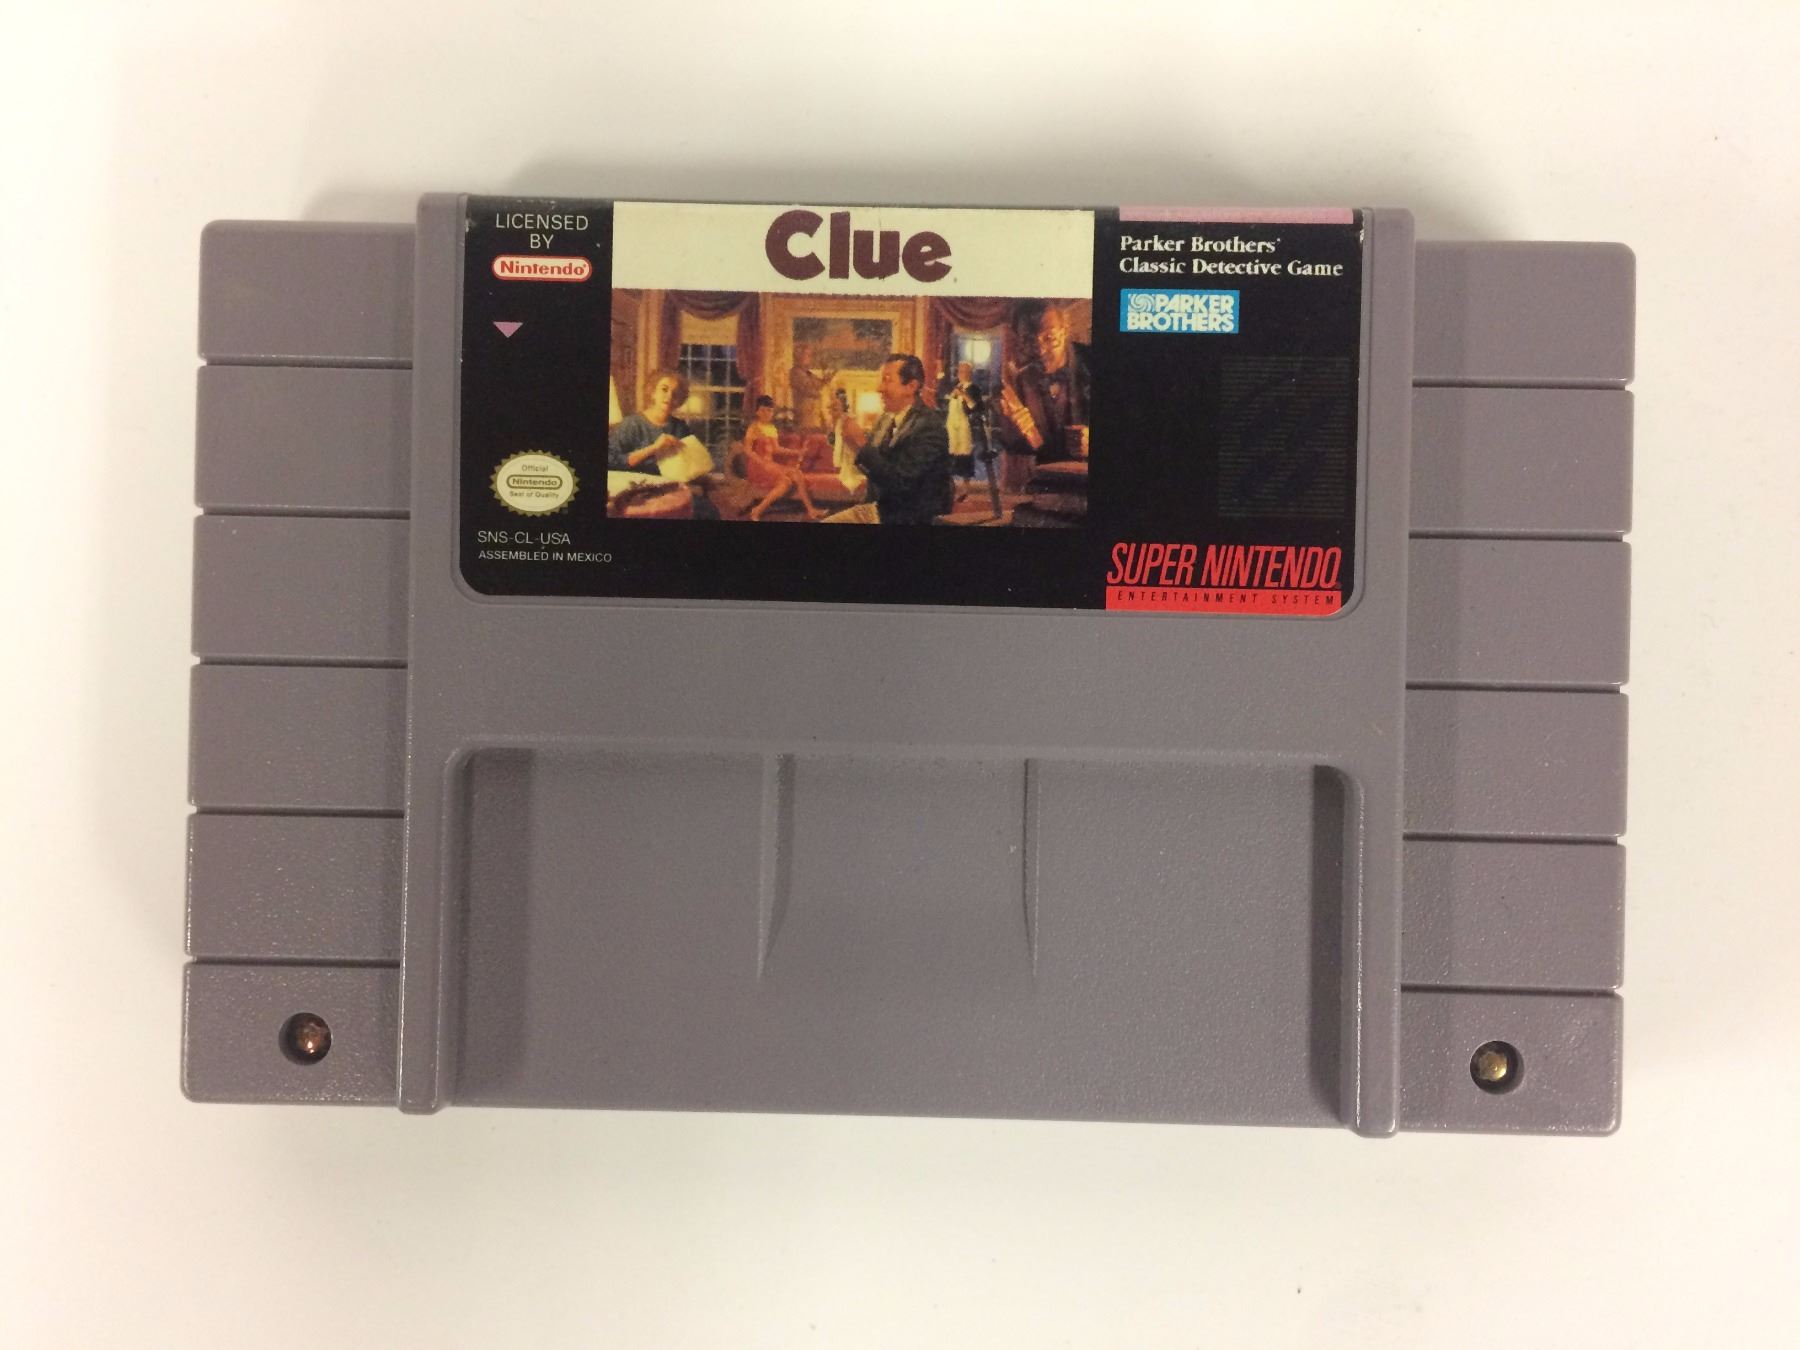 LICENSED
BY
Nintendo®
Clue
Parker Brothers'
Classic Detective Game
PARKER
BROTHERS
Official
Nintendo
Seal of Quality
SNS-CL-USA
ASSEMBLED IN MEXICO
SUPER NINTENDO
ENTERTAINMENT SYSTEM